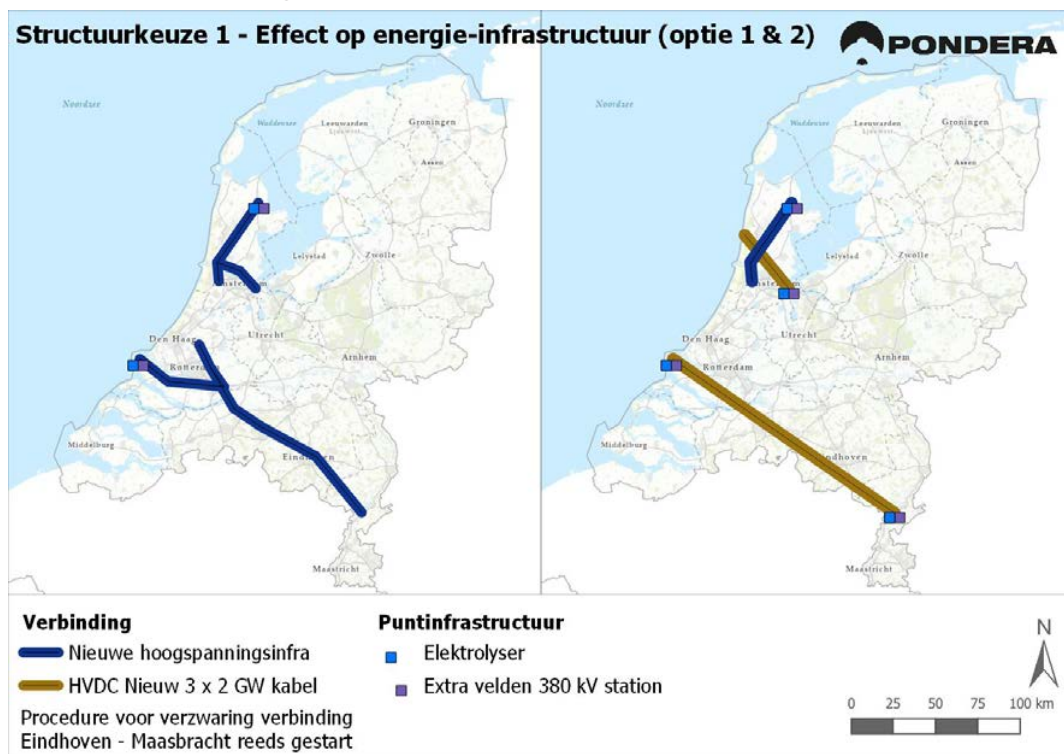 Structuurkeuze 1 - Effect op energie-infrastructuur (optie 1 & 2)
PONDERA
Noordzee
Waddenzee
Leeuwarden
Groningen
Assen
Lelystad
Zwolle
Den Haag
Utrecht
Arnhem
Rotterdam
Middelburg
Eindhoven
Maastricht
Noordzee
Waddenzee
Leeuwarden
Groningen
Assen
Lelystad
Zwolle
Den Haag
Utrecht
Arnhem
Rotterdam
Middelburg
Maastricht
Verbinding
Nieuwe hoogspanningsinfra
HVDC Nieuw 3 x 2 GW kabel
Procedure voor verzwaring verbinding
Eindhoven - Maasbracht reeds gestart
Puntinfrastructuur
Elektrolyser
Extra velden 380 kV station
N
0 25 50 75 100 km